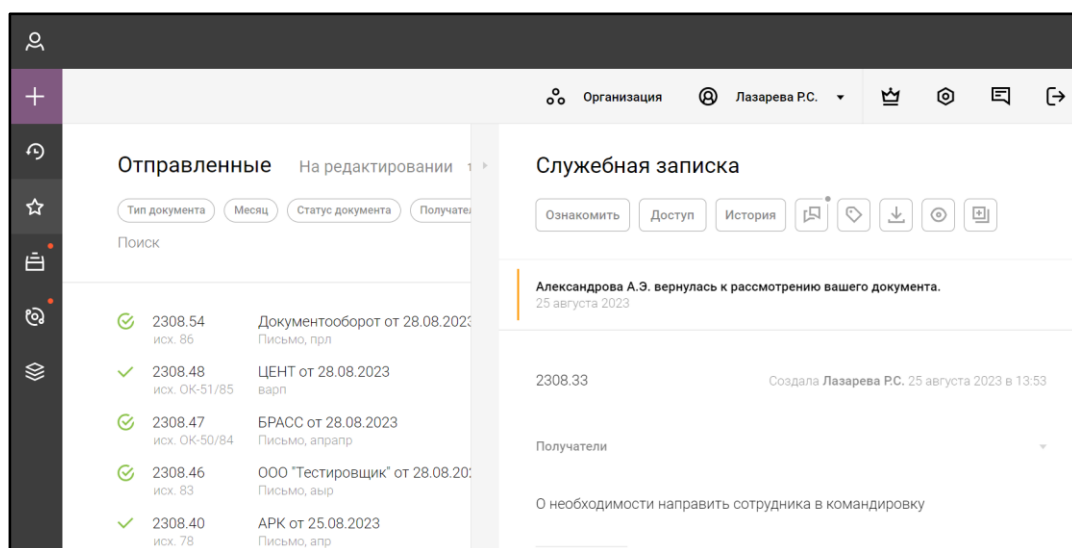 Организация
Лазарева Р.С.
Отправленные
На редактировании
Тип документа
Месяц
Статус документа
Поиск
2308.54
Документооборот от 28.08.2023
исх. 86
Письмо, прл
2308.48
ЦЕНТ от 28.08.2023
исх. ОК-51/85
варп
2308.47
БРАСС от 28.08.2023
исх. ОК-50/84
Письмо, апрапр
2308.46
ООО "Тестировщик" от 28.08.20
исх. 83
Письмо, аыр
2308.40
АРК от 25.08.2023
исх. 78
Письмо, апр
Служебная записка
Ознакомить
Доступ
История
Александрова А.Э. вернулась к рассмотрению вашего документа.
25 августа 2023
2308.33
Создала Лазарева Р.С. 25 августа 2023 в 13:53
Получатели
О необходимости направить сотрудника в командировку